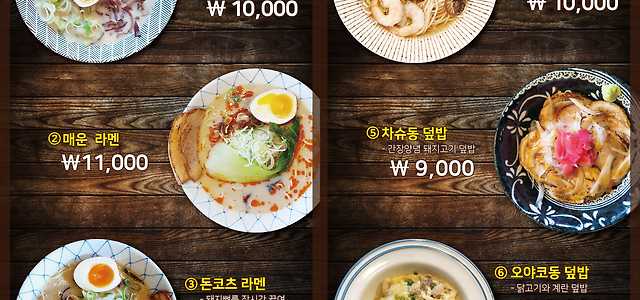 ₩ 10,000
②매운 라멘
₩11,000
③ 돈코츠 라멘
₩ 10,000
⑤ 차슈동 덮밥
- 간장양념 돼지고기 덮밥
₩ 9,000
⑥ 오야코동 덮밥
- 닭고기와 계란 덮밥